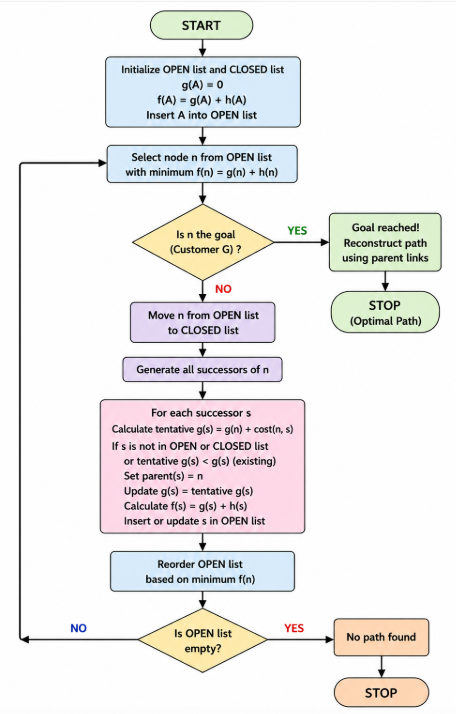 START
Initialize OPEN list and CLOSED list
g(A) = 0
f(A) = g(A) + h(A)
Insert A into OPEN list
Select node n from OPEN list
with minimum f(n) = g(n) + h(n)
Is n the goal
(Customer G) ?
YES
Goal reached!
Reconstruct path
using parent links
STOP
(Optimal Path)
NO
Move n from OPEN list
to CLOSED list
Generate all successors of n
For each successor s
Calculate tentative g(s) = g(n) + cost(n, s)
If s is not in OPEN or CLOSED list
or tentative g(s) < g(s) (existing)
Set parent(s) = n
Update g(s) = tentative g(s)
Calculate f(s) = g(s) + h(s)
Insert or update s in OPEN list
Reorder OPEN list
based on minimum f(n)
NO
Is OPEN list
empty?
YES
No path found
STOP